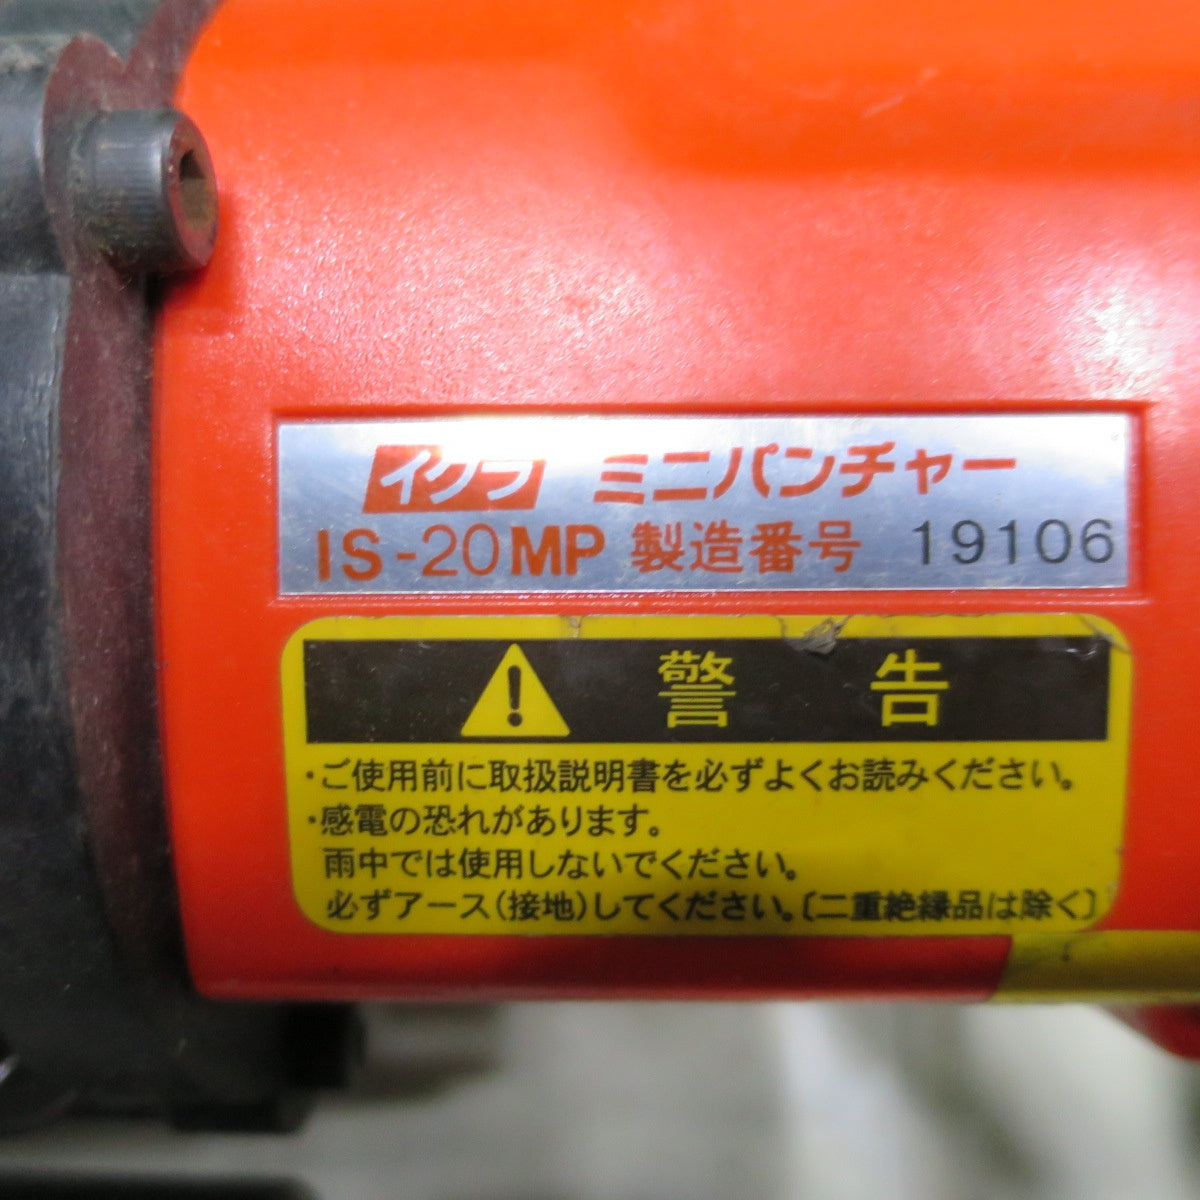 イクラ ミニパンチャー
IS-20MP 製造番号 19106
警告
・ご使用前に取扱説明書を必ずよくお読みください。
・感電の恐れがあります。
雨中では使用しないでください。
必ずアース(接地)してください。〔二重絶縁品は除く〕